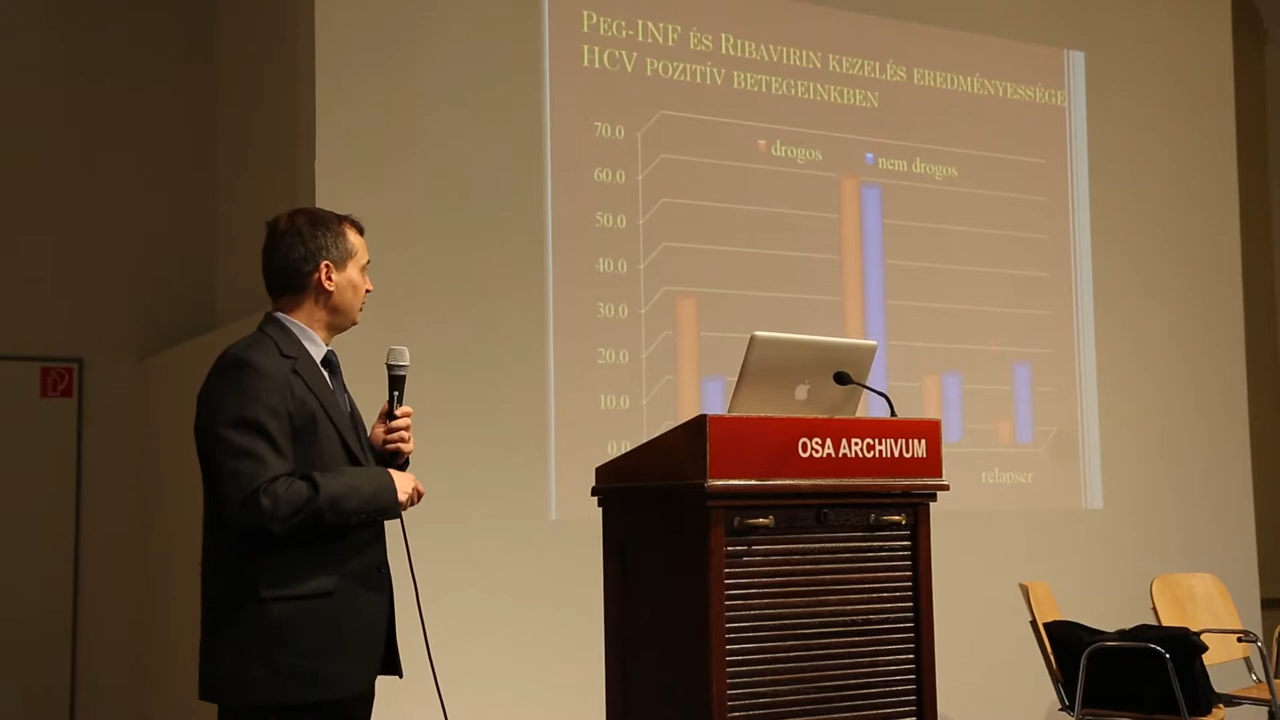 PEG-INF ÉS RIBAVIRIN KEZELÉS EREDMÉNYESSÉGE
HCV POZITÍV BETEGEINKBEN
70.0
drogos
nem drogos
60.0
50.0
40.0
30.0
20.0
10.0
0.0
relapser
OSA ARCHIVUM